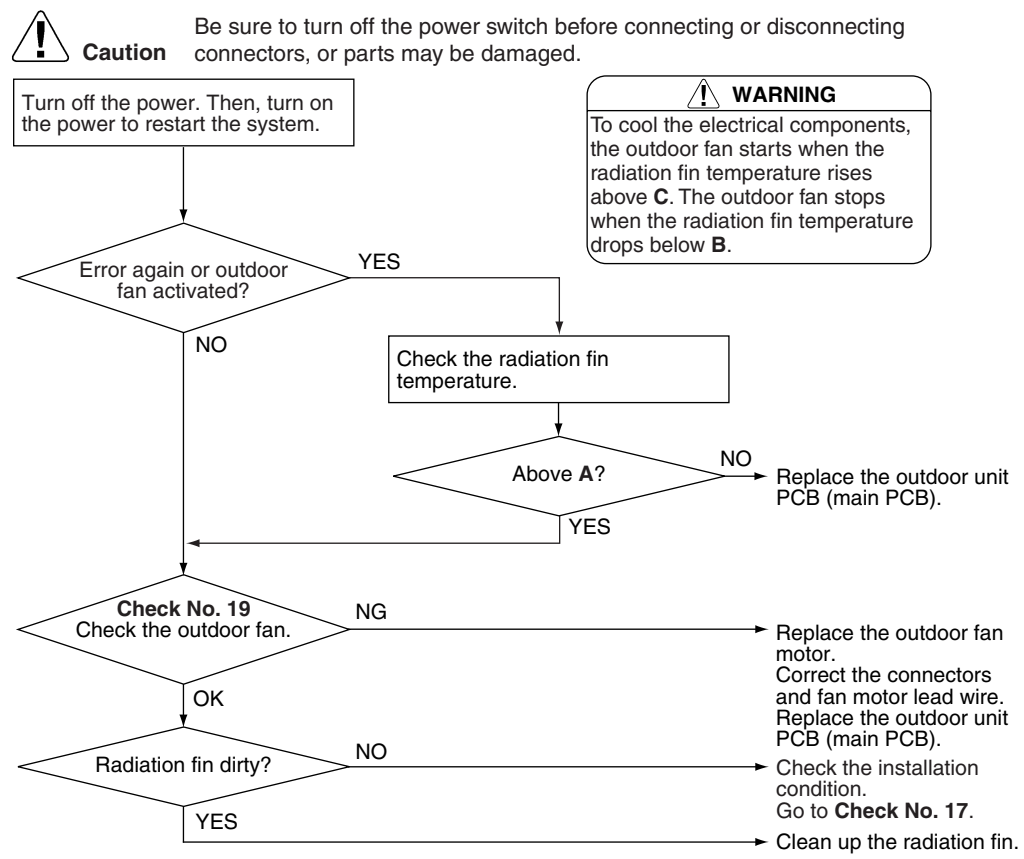 Be sure to turn off the power switch before connecting or disconnecting
Caution
connectors, or parts may be damaged.
Turn off the power. Then, turn on
the power to restart the system.
WARNING
To cool the electrical components,
the outdoor fan starts when the
radiation fin temperature rises
above C. The outdoor fan stops
when the radiation fin temperature
drops below B.
Error again or outdoor
fan activated?
YES
NO
Check the radiation fin
temperature.
Above A?
NO
Replace the outdoor unit
PCB (main PCB).
YES
Check No. 19
Check the outdoor fan.
NG
Replace the outdoor fan
motor.
Correct the connectors
and fan motor lead wire.
Replace the outdoor unit
PCB (main PCB).
OK
Radiation fin dirty?
NO
Check the installation
condition.
Go to Check No. 17.
YES
Clean up the radiation fin.